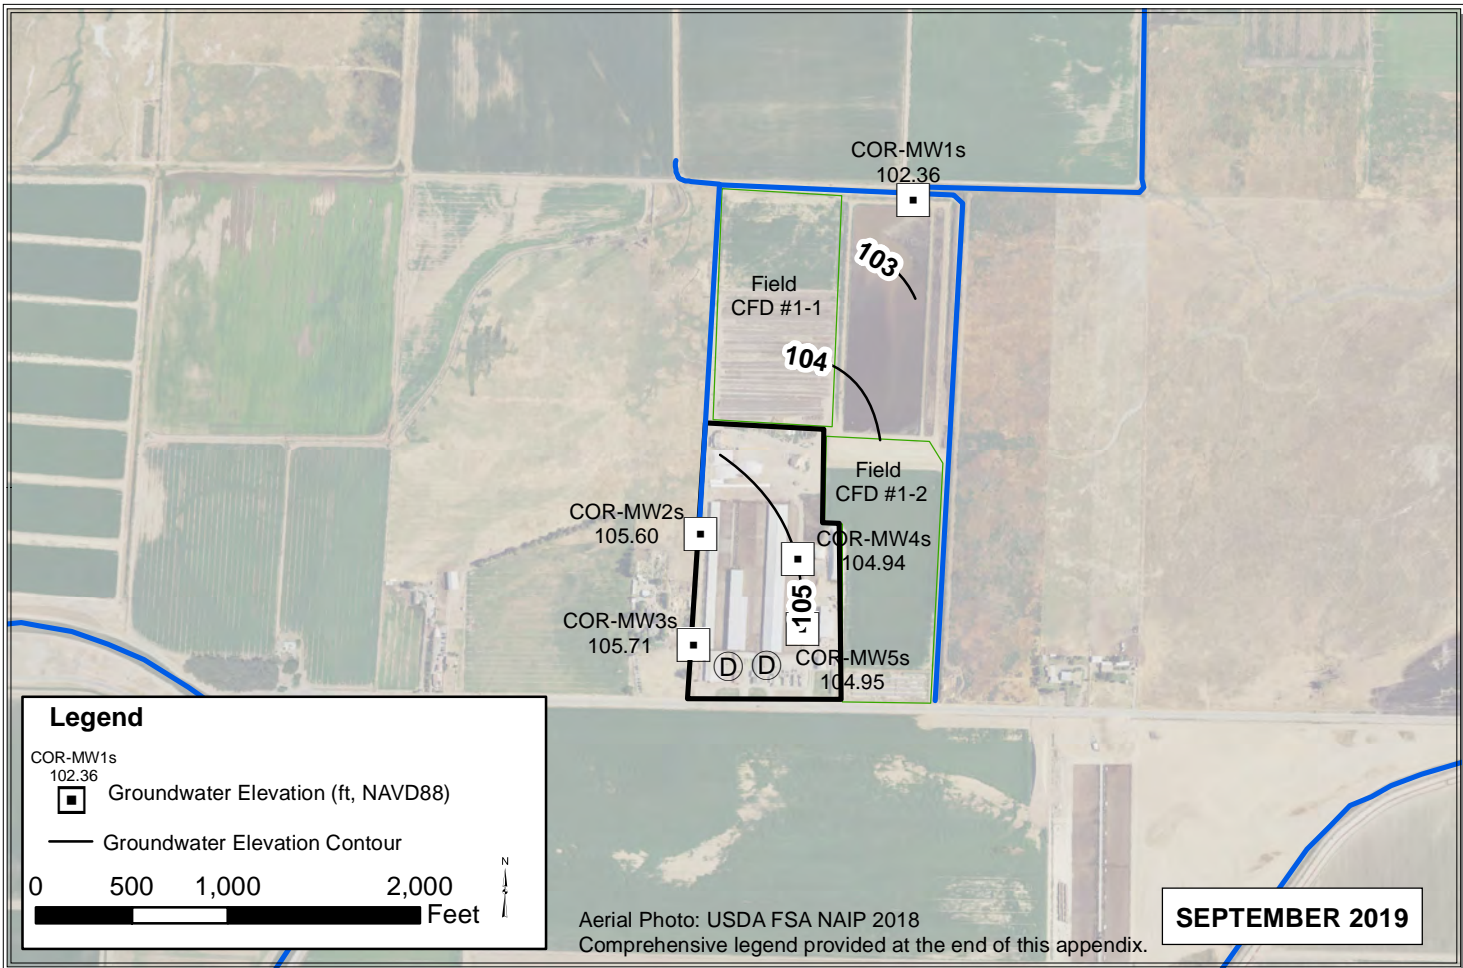 COR-MW1s
102.36
103
Field
CFD #1-1
104
Field
CFD #1-2
COR-MW2s
105.60
COR-MW4s
104.94
105
COR-MW3s
105.71
D D
COR-MW5s
104.95
Legend
COR-MW1s
102.36
Groundwater Elevation (ft, NAVD88)
Groundwater Elevation Contour
N
0 500 1,000 2,000
Feet
Aerial Photo: USDA FSA NAIP 2018
Comprehensive legend provided at the end of this appendix.
SEPTEMBER 2019